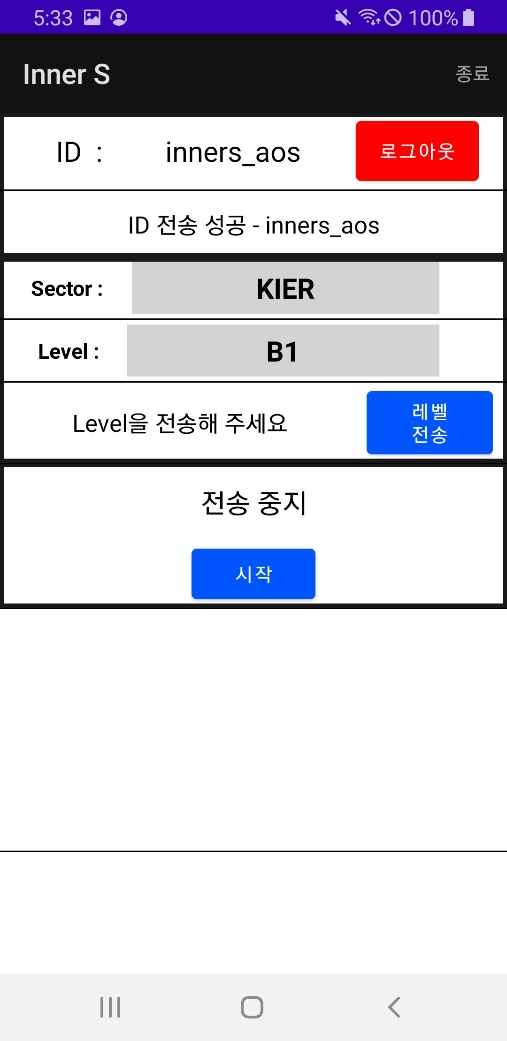 5:33 100%
Inner S 종료
ID : inners_aos 로그아웃
ID 전송 성공 - inners_aos
Sector : KIER
Level : B1
Level을 전송해 주세요 레벨
전송
전송 중지
시작